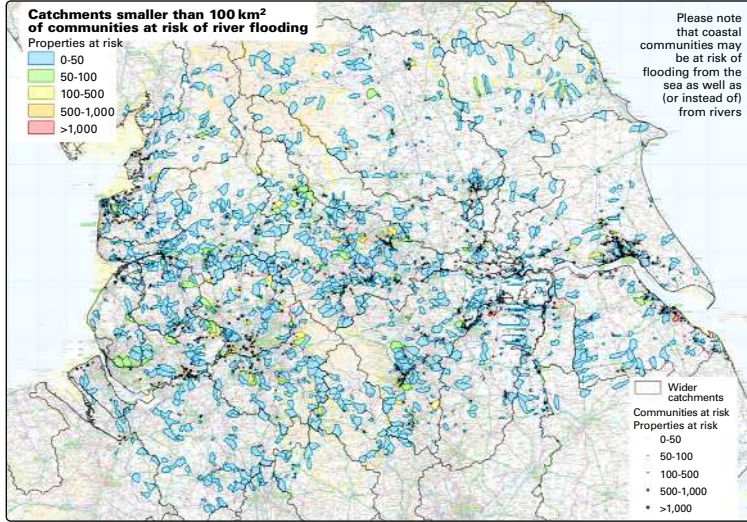 Catchments smaller than 100 km²
of communities at risk of river flooding
Properties at risk
0-50
50-100
100-500
500-1,000
>1,000
Please note
that coastal
communities may
be at risk of
flooding from the
sea as well as
(or instead of)
from rivers
Wider
catchments
Communities at risk
Properties at risk
0-50
50-100
100-500
500-1,000
>1,000